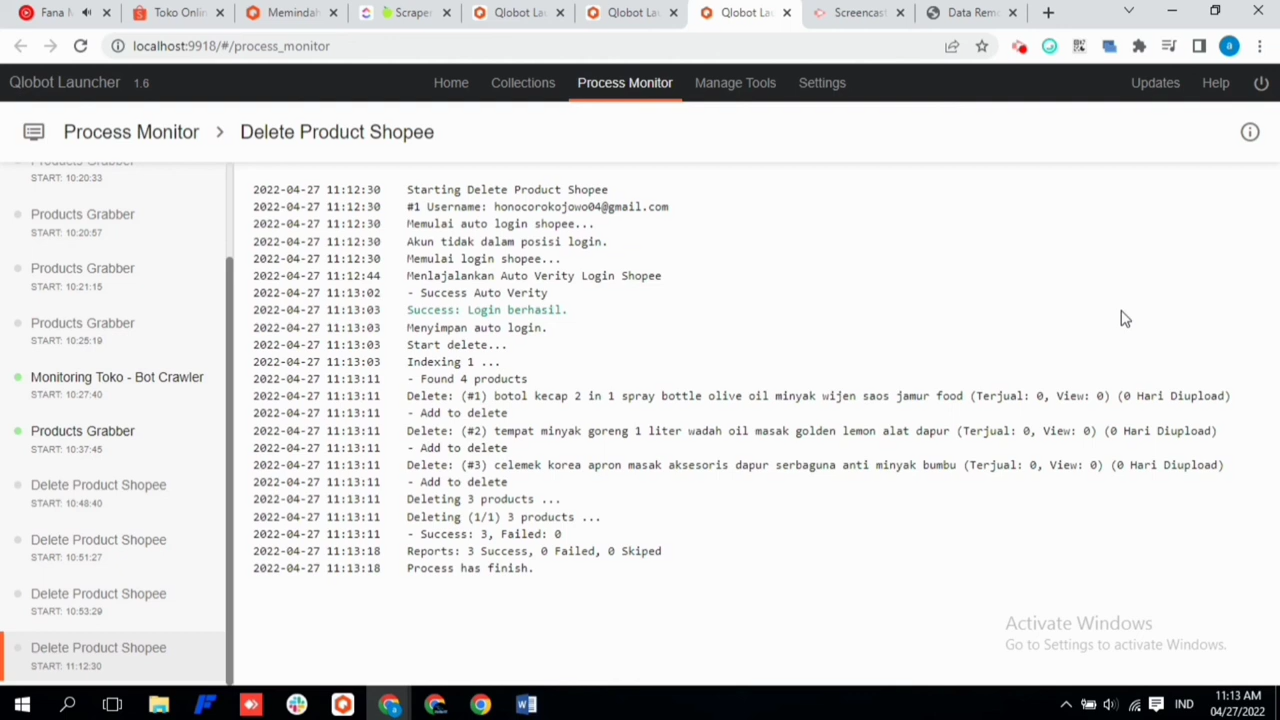 Fana M
Toko Onlin
Memindah
Scraper
Qlobot Lau
Qlobot Lau
Qlobot Lau
Screencast
Data Remo
localhost:9918/#/process_monitor
a
Qlobot Launcher 1.6
Home
Collections
Process Monitor
Manage Tools
Settings
Updates
Help
Process Monitor > Delete Product Shopee
Products Grabber
START: 10:20:33
Products Grabber
START: 10:20:57
Products Grabber
START: 10:21:15
Products Grabber
START: 10:25:19
Monitoring Toko - Bot Crawler
START: 10:27:40
Products Grabber
START: 10:37:45
Delete Product Shopee
START: 10:48:40
Delete Product Shopee
START: 10:51:27
Delete Product Shopee
START: 10:53:29
Delete Product Shopee
START: 11:12:30
2022-04-27 11:12:30 Starting Delete Product Shopee
2022-04-27 11:12:30 #1 Username: honocorokojowo04@gmail.com
2022-04-27 11:12:30 Memulai auto login shopee...
2022-04-27 11:12:30 Akun tidak dalam posisi login.
2022-04-27 11:12:30 Memulai login shopee...
2022-04-27 11:12:44 Menlajalankan Auto Verity Login Shopee
2022-04-27 11:13:02 - Success Auto Verity
2022-04-27 11:13:03 Success: Login berhasil.
2022-04-27 11:13:03 Menyimpan auto login.
2022-04-27 11:13:03 Start delete...
2022-04-27 11:13:03 Indexing 1 ...
2022-04-27 11:13:11 - Found 4 products
2022-04-27 11:13:11 Delete: (#1) botol kecap 2 in 1 spray bottle olive oil minyak wijen saos jamur food (Terjual: 0, View: 0) (0 Hari Diupload)
2022-04-27 11:13:11 - Add to delete
2022-04-27 11:13:11 Delete: (#2) tempat minyak goreng 1 liter wadah oil masak golden lemon alat dapur (Terjual: 0, View: 0) (0 Hari Diupload)
2022-04-27 11:13:11 - Add to delete
2022-04-27 11:13:11 Delete: (#3) celemek korea apron masak aksesoris dapur serbaguna anti minyak bumbu (Terjual: 0, View: 0) (0 Hari Diupload)
2022-04-27 11:13:11 - Add to delete
2022-04-27 11:13:11 Deleting 3 products ...
2022-04-27 11:13:11 Deleting (1/1) 3 products ...
2022-04-27 11:13:11 - Success: 3, Failed: 0
2022-04-27 11:13:18 Reports: 3 Success, 0 Failed, 0 Skiped
2022-04-27 11:13:18 Process has finish.
Activate Windows
Go to Settings to activate Windows.
IND
11:13 AM
04/27/2022